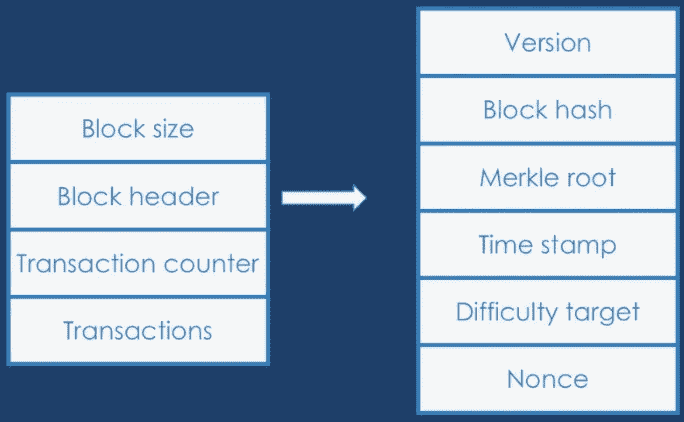 Block size
Block header
Transaction counter
Transactions
Version
Block hash
Merkle root
Time stamp
Difficulty target
Nonce